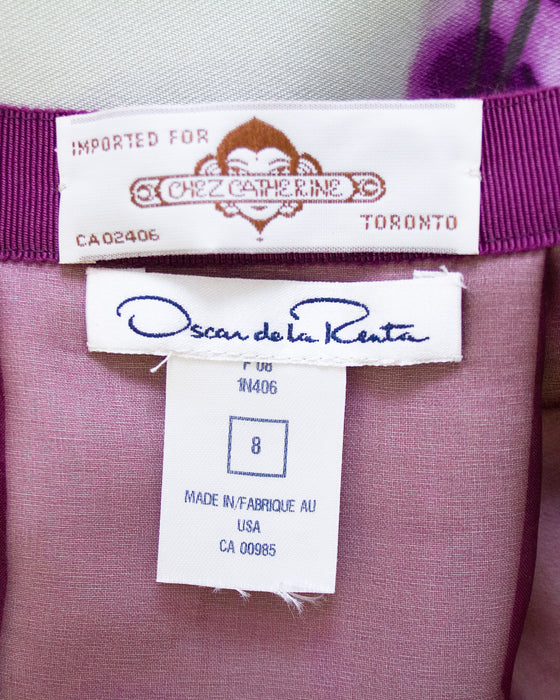 IMPORTED FOR
CHEZ CATHERINE
TORONTO
CA02406
Oscar de la Renta
F 08
1N406
8
MADE IN/FABRIQUE AU
USA
CA 00985